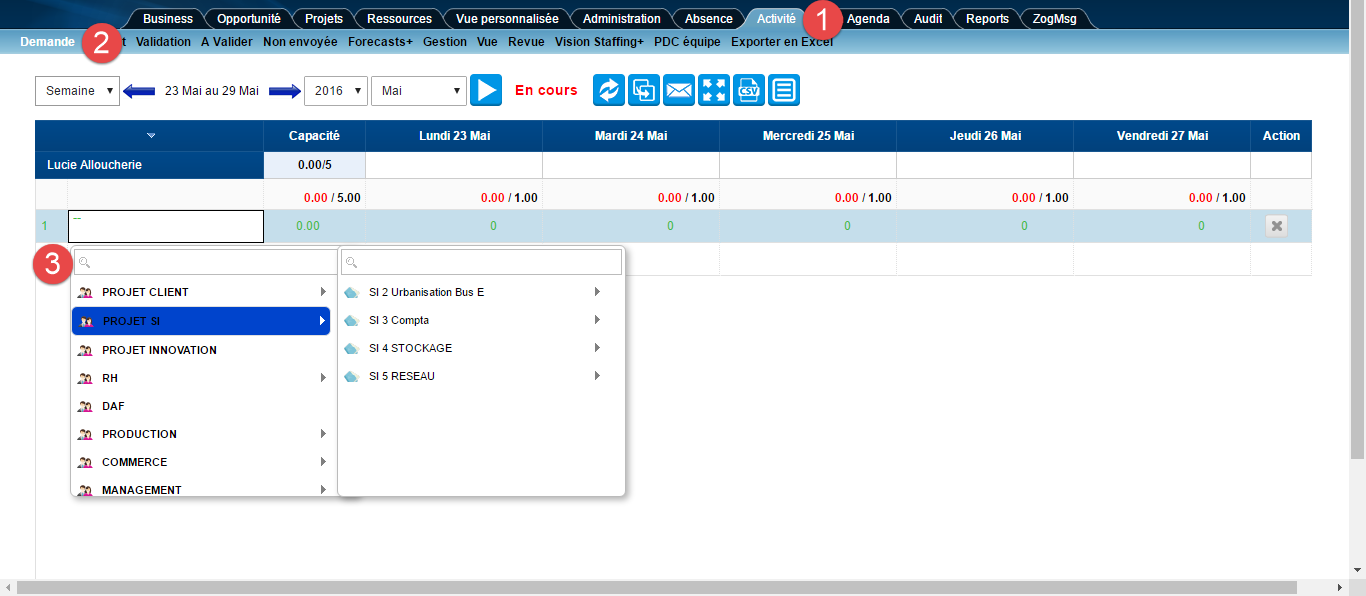 Business Opportunité Projets Ressources Vue personnalisée Administration Absence Activité 1 Agenda Audit Reports ZogMsg
Demande 2 t Validation A Valider Non envoyée Forecasts+ Gestion Vue Revue Vision Staffing+ PDC équipe Exporter en Excel
Semaine 23 Mai au 29 Mai 2016 Mai En cours CSV
Capacité Lundi 23 Mai Mardi 24 Mai Mercredi 25 Mai Jeudi 26 Mai Vendredi 27 Mai Action
Lucie Alloucherie 0.00/5
0.00 / 5.00 0.00 / 1.00 0.00 / 1.00 0.00 / 1.00 0.00 / 1.00 0.00 / 1.00
1 -- 0.00 0 0 0 0 0
3
PROJET CLIENT
PROJET SI
PROJET INNOVATION
RH
DAF
PRODUCTION
COMMERCE
MANAGEMENT
SI 2 Urbanisation Bus E
SI 3 Compta
SI 4 STOCKAGE
SI 5 RESEAU